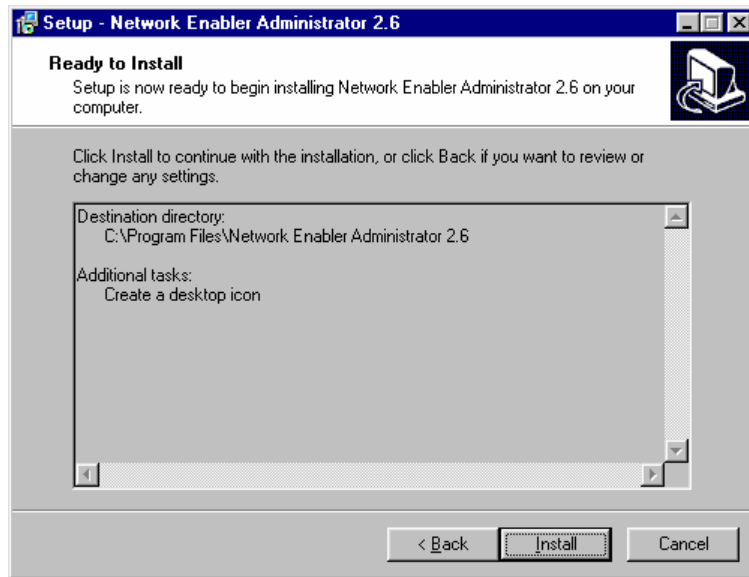 Setup - Network Enabler Administrator 2.6
Ready to Install
Setup is now ready to begin installing Network Enabler Administrator 2.6 on your
computer.
Click Install to continue with the installation, or click Back if you want to review or
change any settings.
Destination directory:
C:\Program Files\Network Enabler Administrator 2.6
Additional tasks:
Create a desktop icon
< Back
Install
Cancel